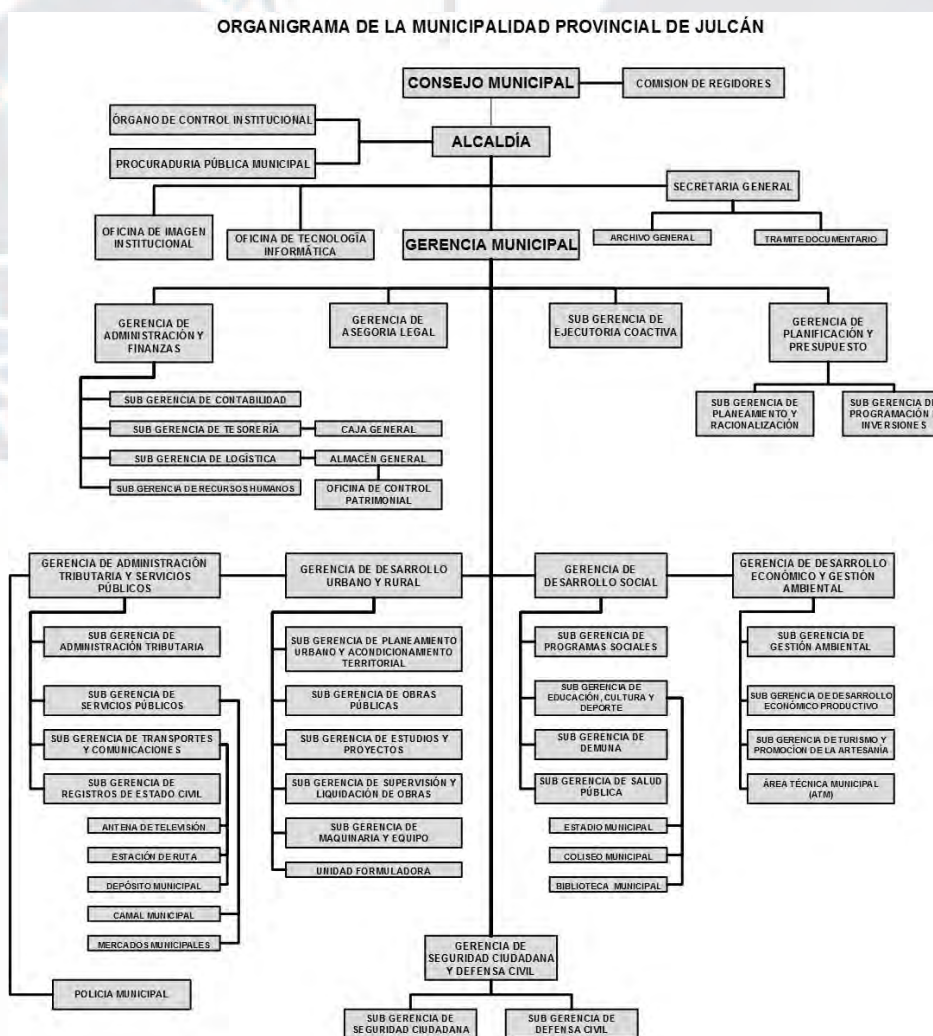 ORGANIGRAMA DE LA MUNICIPALIDAD PROVINCIAL DE JULCÁN
CONSEJO MUNICIPAL
COMISION DE REGIDORES
ÓRGANO DE CONTROL INSTITUCIONAL
ALCALDÍA
PROCURADURIA PÚBLICA MUNICIPAL
SECRETARIA GENERAL
OFICINA DE IMAGEN
INSTITUCIONAL
OFICINA DE TECNOLOGÍA
INFORMÁTICA
GERENCIA MUNICIPAL
ARCHIVO GENERAL
TRAMITE DOCUMENTARIO
GERENCIA DE
ADMINISTRACIÓN Y
FINANZAS
GERENCIA DE
ASEGORIA LEGAL
SUB GERENCIA DE
EJECUTORIA COACTIVA
GERENCIA DE
PLANIFICACIÓN Y
PRESUPUESTO
SUB GERENCIA DE CONTABILIDAD
SUB GERENCIA DE TESORERÍA
CAJA GENERAL
SUB GERENCIA DE LOGÍSTICA
ALMACÉN GENERAL
SUB GERENCIA DE RECURSOS HUMANOS
OFICINA DE CONTROL
PATRIMONIAL
SUB GERENCIA DE
PLANEAMIENTO Y
RACIONALIZACIÓN
SUB GERENCIA DE
PROGRAMACIÓN
INVERSIONES
GERENCIA DE ADMINISTRACIÓN
TRIBUTARIA Y SERVICIOS
PÚBLICOS
GERENCIA DE DESARROLLO
URBANO Y RURAL
GERENCIA DE
DESARROLLO SOCIAL
GERENCIA DE DESARROLLO
ECONÓMICO Y GESTIÓN
AMBIENTAL
SUB GERENCIA DE
ADMINISTRACIÓN TRIBUTARIA
SUB GERENCIA DE
SERVICIOS PÚBLICOS
SUB GERENCIA DE TRANSPORTES
Y COMUNICACIONES
SUB GERENCIA DE
REGISTROS DE ESTADO CIVIL
ANTENA DE TELEVISIÓN
ESTACIÓN DE RUTA
DEPÓSITO MUNICIPAL
CAMAL MUNICIPAL
MERCADOS MUNICIPALES
POLICIA MUNICIPAL
SUB GERENCIA DE PLANEAMIENTO
URBANO Y ACONDICIONAMIENTO
TERRITORIAL
SUB GERENCIA DE OBRAS
PÚBLICAS
SUB GERENCIA DE ESTUDIOS Y
PROYECTOS
SUB GERENCIA DE SUPERVISIÓN Y
LIQUIDACIÓN DE OBRAS
SUB GERENCIA DE
MAQUINARIA Y EQUIPO
UNIDAD FORMULADORA
SUB GERENCIA DE
PROGRAMAS SOCIALES
SUB GERENCIA DE
EDUCACIÓN, CULTURA Y
DEPORTE
SUB GERENCIA DE
DEMUNA
SUB GERENCIA DE SALUD
PÚBLICA
ESTADIO MUNICIPAL
COLISEO MUNICIPAL
BIBLIOTECA MUNICIPAL
SUB GERENCIA DE
GESTIÓN AMBIENTAL
SUB GERENCIA DE DESARROLLO
ECONÓMICO PRODUCTIVO
SUB GERENCIA DE TURISMO Y
PROMOCÍON DE LA ARTESANÍA
ÁREA TÉCNICA MUNICIPAL
(ATM)
GERENCIA DE
SEGURIDAD CIUDADANA
Y DEFENSA CIVIL
SUB GERENCIA DE
SEGURIDAD CIUDADANA
SUB GERENCIA DE
DEFENSA CIVIL